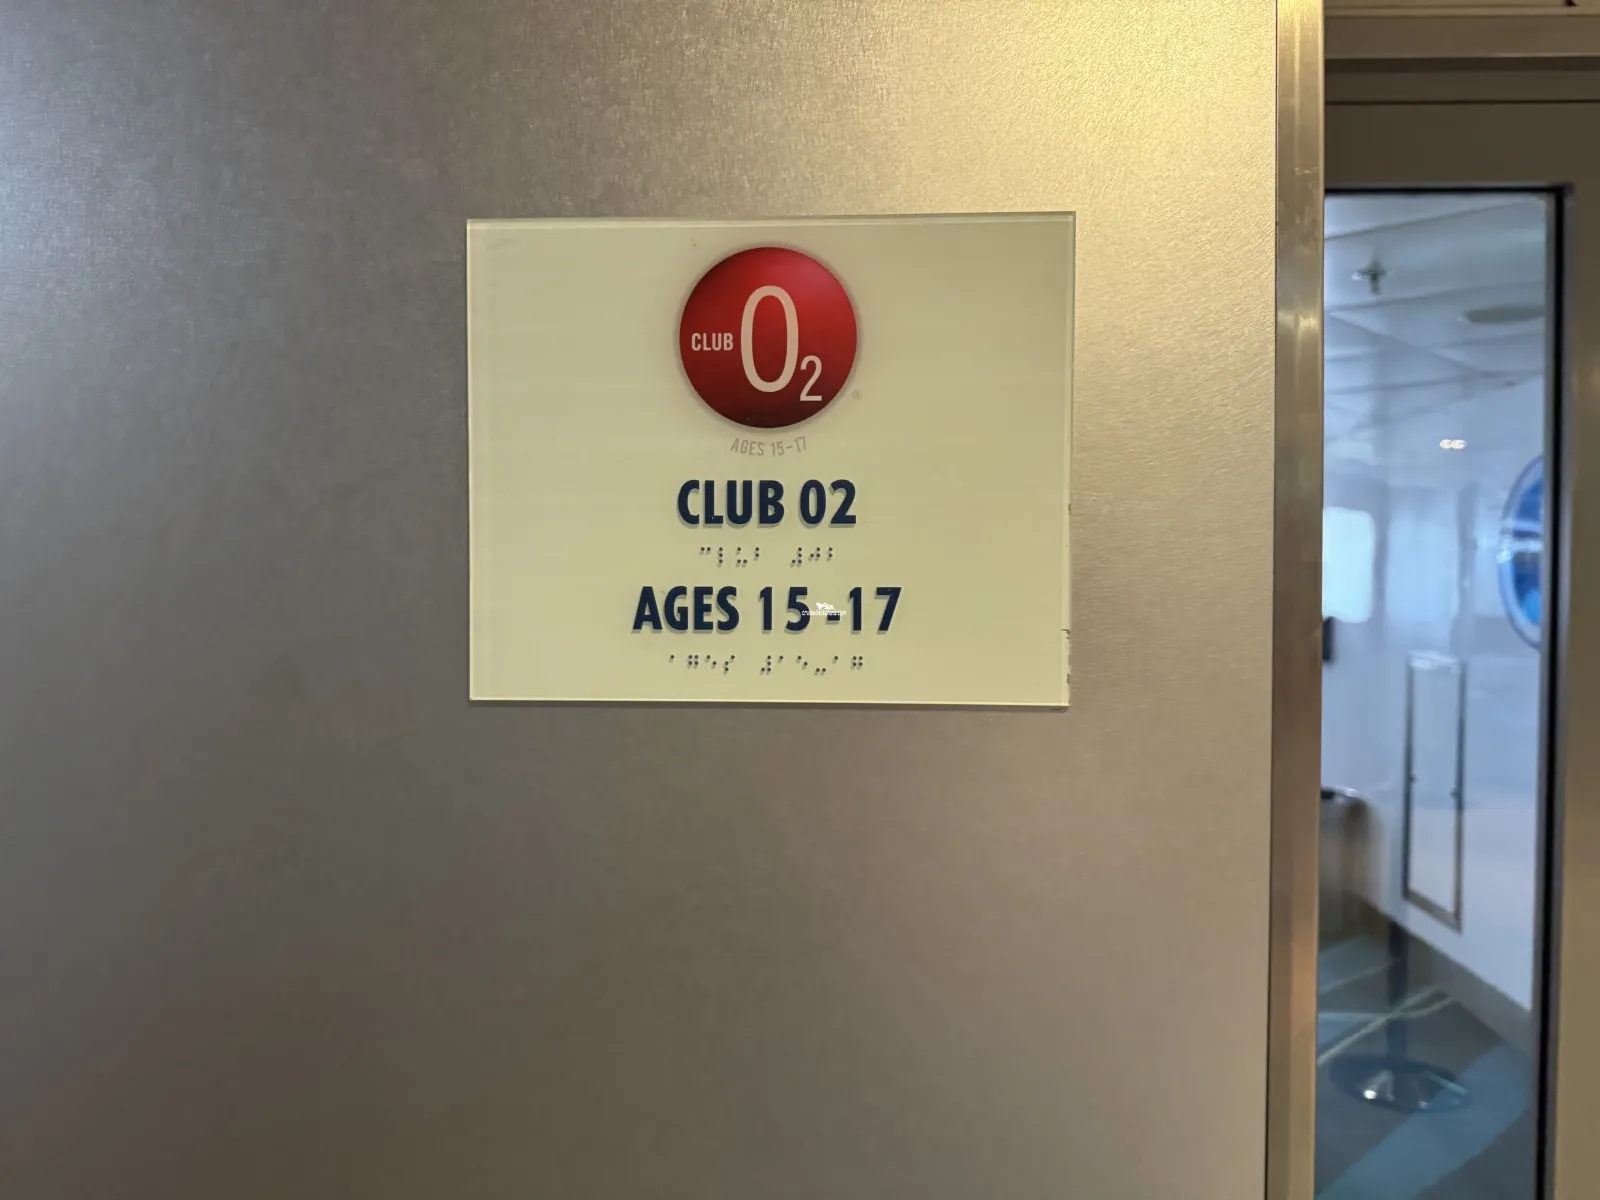 CLUB O2
®
AGES 15-17
CLUB 02
AGES 15-17